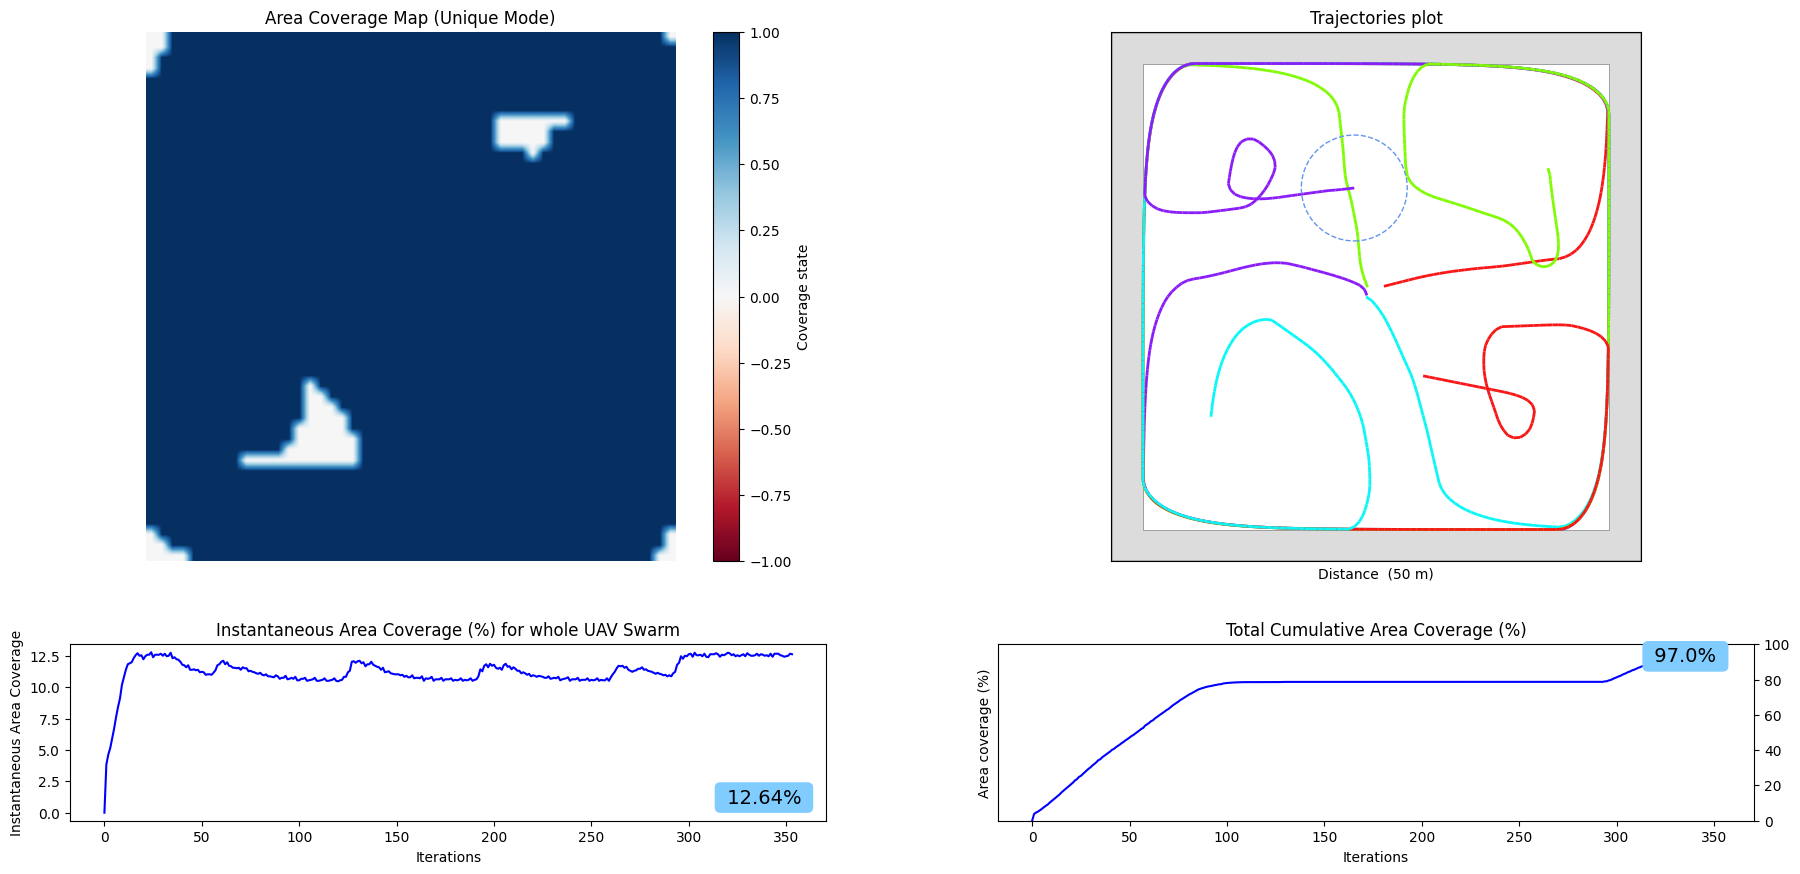 Area Coverage Map (Unique Mode)
1.00
0.75
0.50
0.25
0.00
−0.25
−0.50
−0.75
−1.00
Coverage state
Trajectories plot
Distance  (50 m)
Instantaneous Area Coverage (%) for whole UAV Swarm
Instantaneous Area Coverage
12.5
10.0
7.5
5.0
2.5
0.0
12.64%
0 50 100 150 200 250 300 350
Iterations
Total Cumulative Area Coverage (%)
Area coverage (%)
97.0%
100
80
60
40
20
0
0 50 100 150 200 250 300 350
Iterations